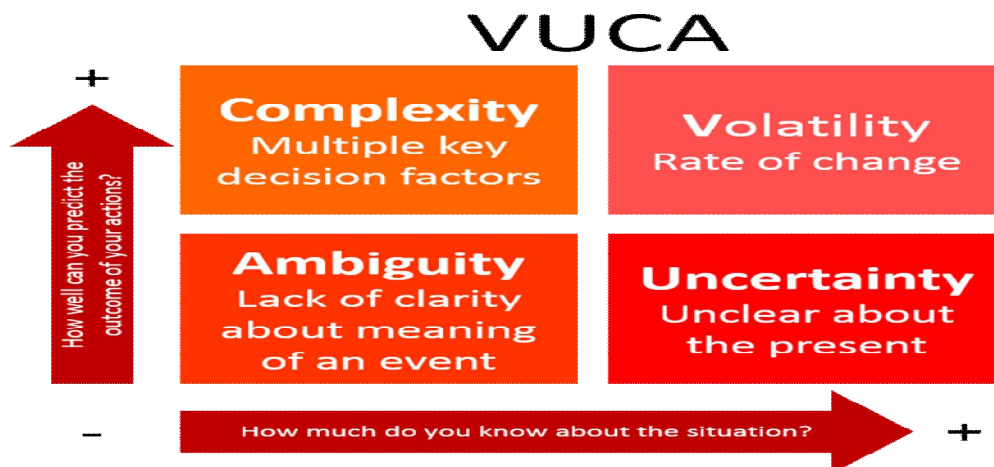 VUCA
+
How well can you predict the
outcome of your actions?
Complexity
Multiple key
decision factors
Volatility
Rate of change
Ambiguity
Lack of clarity
about meaning
of an event
Uncertainty
Unclear about
the present
-
How much do you know about the situation?
+